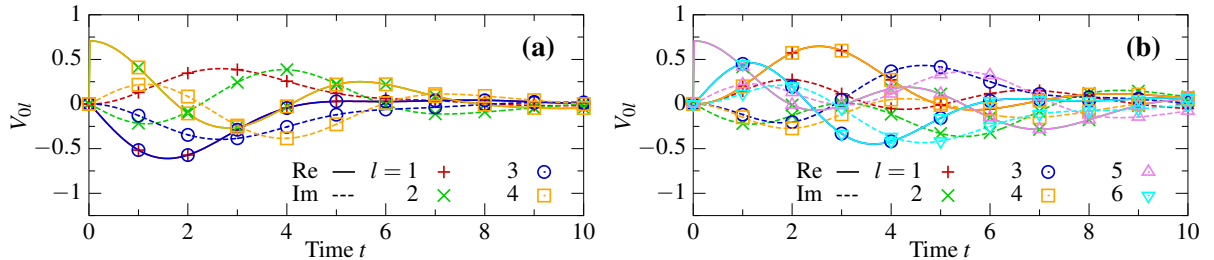 1
0.5
0
−0.5
−1
V0l
(a)
Re l = 1 3
Im 2 4
0 2 4 6 8 10
Time t
1
0.5
0
−0.5
−1
V0l
(b)
Re l = 1 3 5
Im 2 4 6
0 2 4 6 8 10
Time t